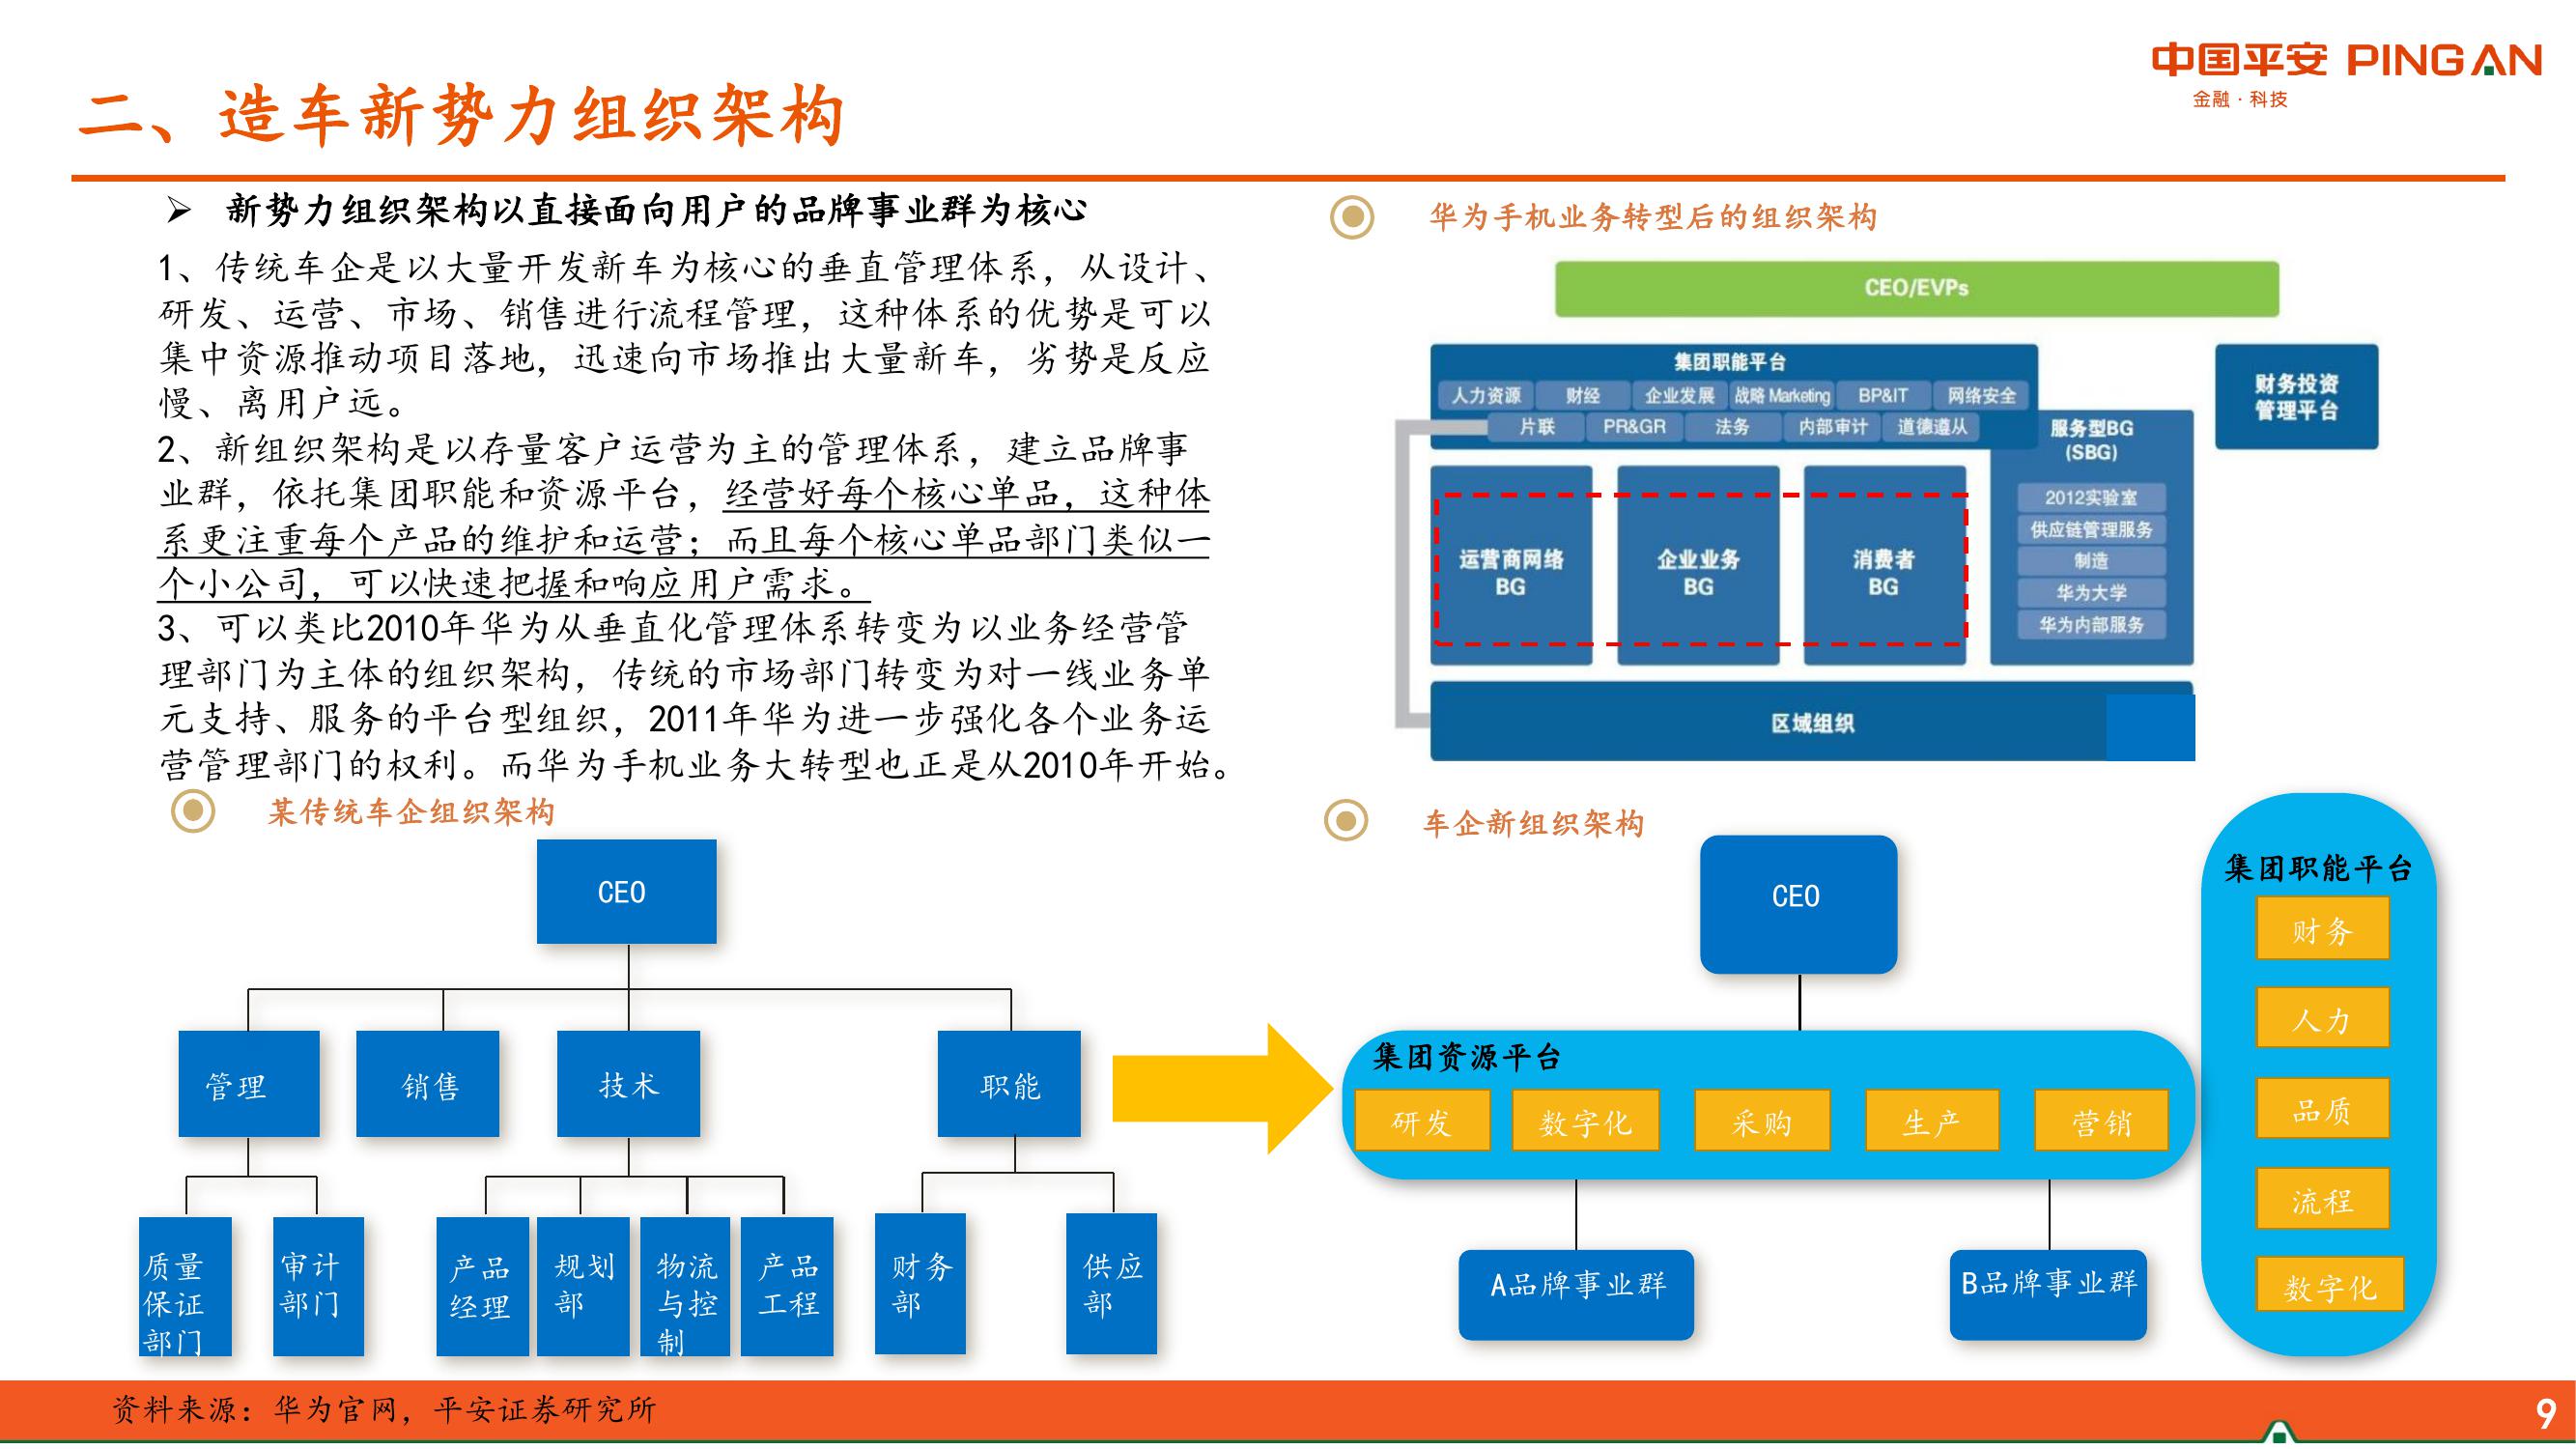 中国平安 PING AN
金融·科技
二、造车新势力组织架构
➢ 新势力组织架构以直接面向用户的品牌事业群为核心
1、传统车企是以大量开发新车为核心的垂直管理体系，从设计、
研发、运营、市场、销售进行流程管理，这种体系的优势是可以
集中资源推动项目落地，迅速向市场推出大量新车，劣势是反应
慢、离用户远。
2、新组织架构是以存量客户运营为主的管理体系，建立品牌事
业群，依托集团职能和资源平台，经营好每个核心单品，这种体
系更注重每个产品的维护和运营；而且每个核心单品部门类似一
个小公司，可以快速把握和响应用户需求。
3、可以类比2010年华为从垂直化管理体系转变为以业务经营管
理部门为主体的组织架构，传统的市场部门转变为对一线业务单
元支持、服务的平台型组织，2011年华为进一步强化各个业务运
营管理部门的权利。而华为手机业务大转型也正是从2010年开始。
华为手机业务转型后的组织架构
CEO/EVPs
集团职能平台
人力资源 财经 企业发展 战略 Marketing BP&IT 网络安全
片联 PR&GR 法务 内部审计 道德遵从
财务投资
管理平台
服务型BG
(SBG)
2012实验室
供应链管理服务
制造
华为大学
华为内部服务
运营商网络
BG
企业业务
BG
消费者
BG
区域组织
某传统车企组织架构
CEO
管理 销售 技术 职能
质量
保证
部门
审计
部门
产品
经理
规划
部
物流
与控
制
产品
工程
财务
部
供应
部
车企新组织架构
CEO
集团资源平台
研发 数字化 采购 生产 营销
A品牌事业群 B品牌事业群
集团职能平台
财务
人力
品质
流程
数字化
资料来源：华为官网，平安证券研究所
9